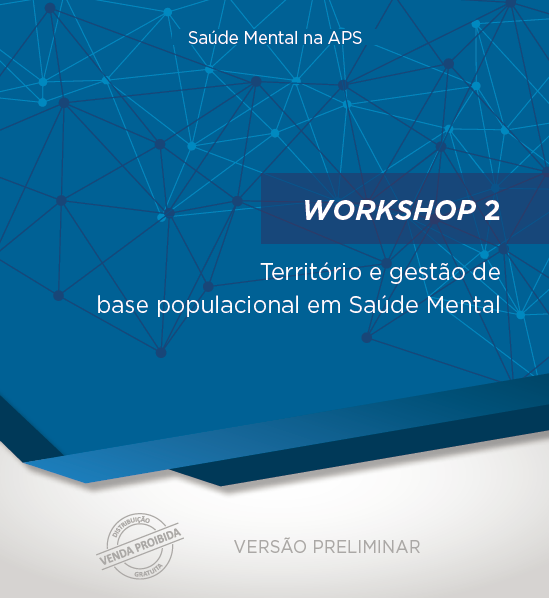 Saúde Mental na APS
WORKSHOP 2
Território e gestão de
base populacional em Saúde Mental
DISTRIBUIÇÃO
VENDA PROIBIDA
GRATUITA
VERSÃO PRELIMINAR